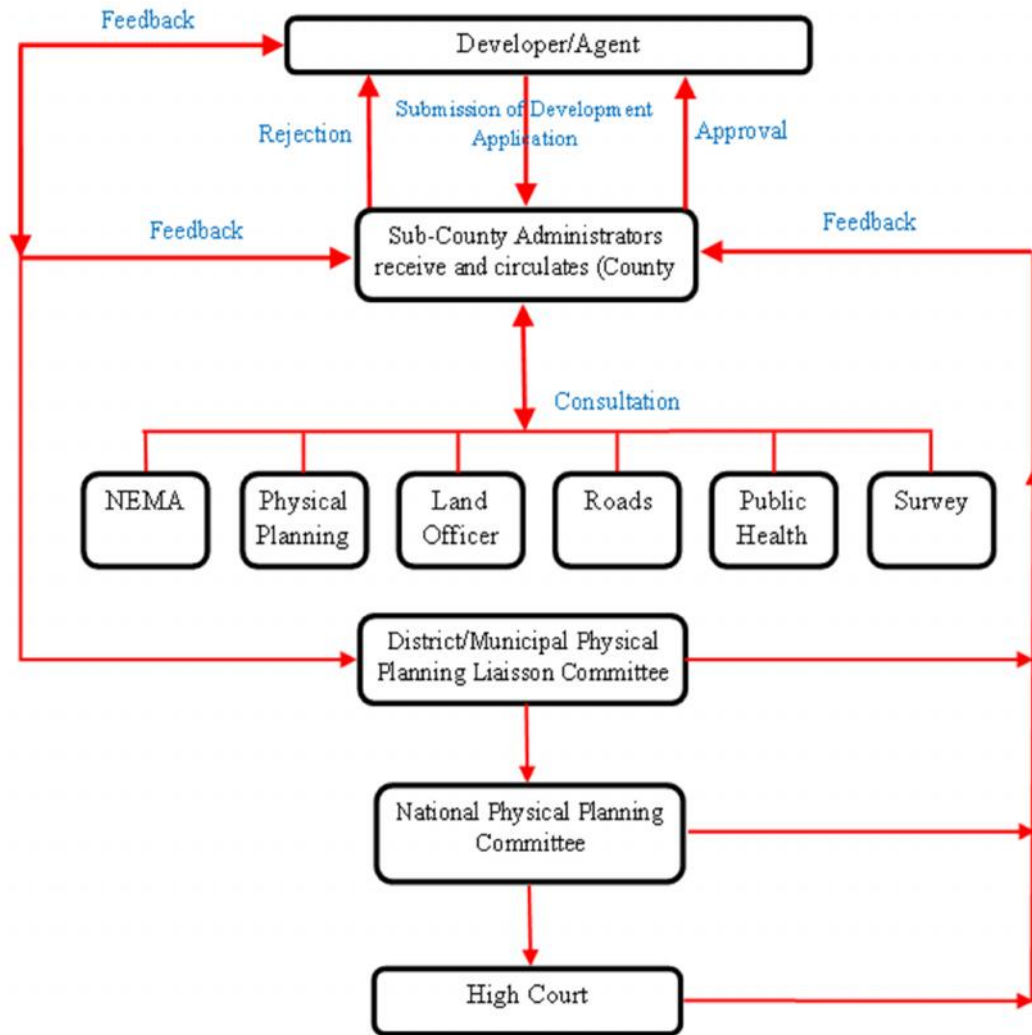 Feedback
Developer/Agent
Rejection
Submission of Development
Application
Approval
Feedback
Sub-County Administrators
receive and circulates (County
Feedback
Consultation
NEMA
Physical
Planning
Land
Officer
Roads
Public
Health
Survey
District/Municipal Physical
Planning Liaisson Committee
National Physical Planning
Committee
High Court